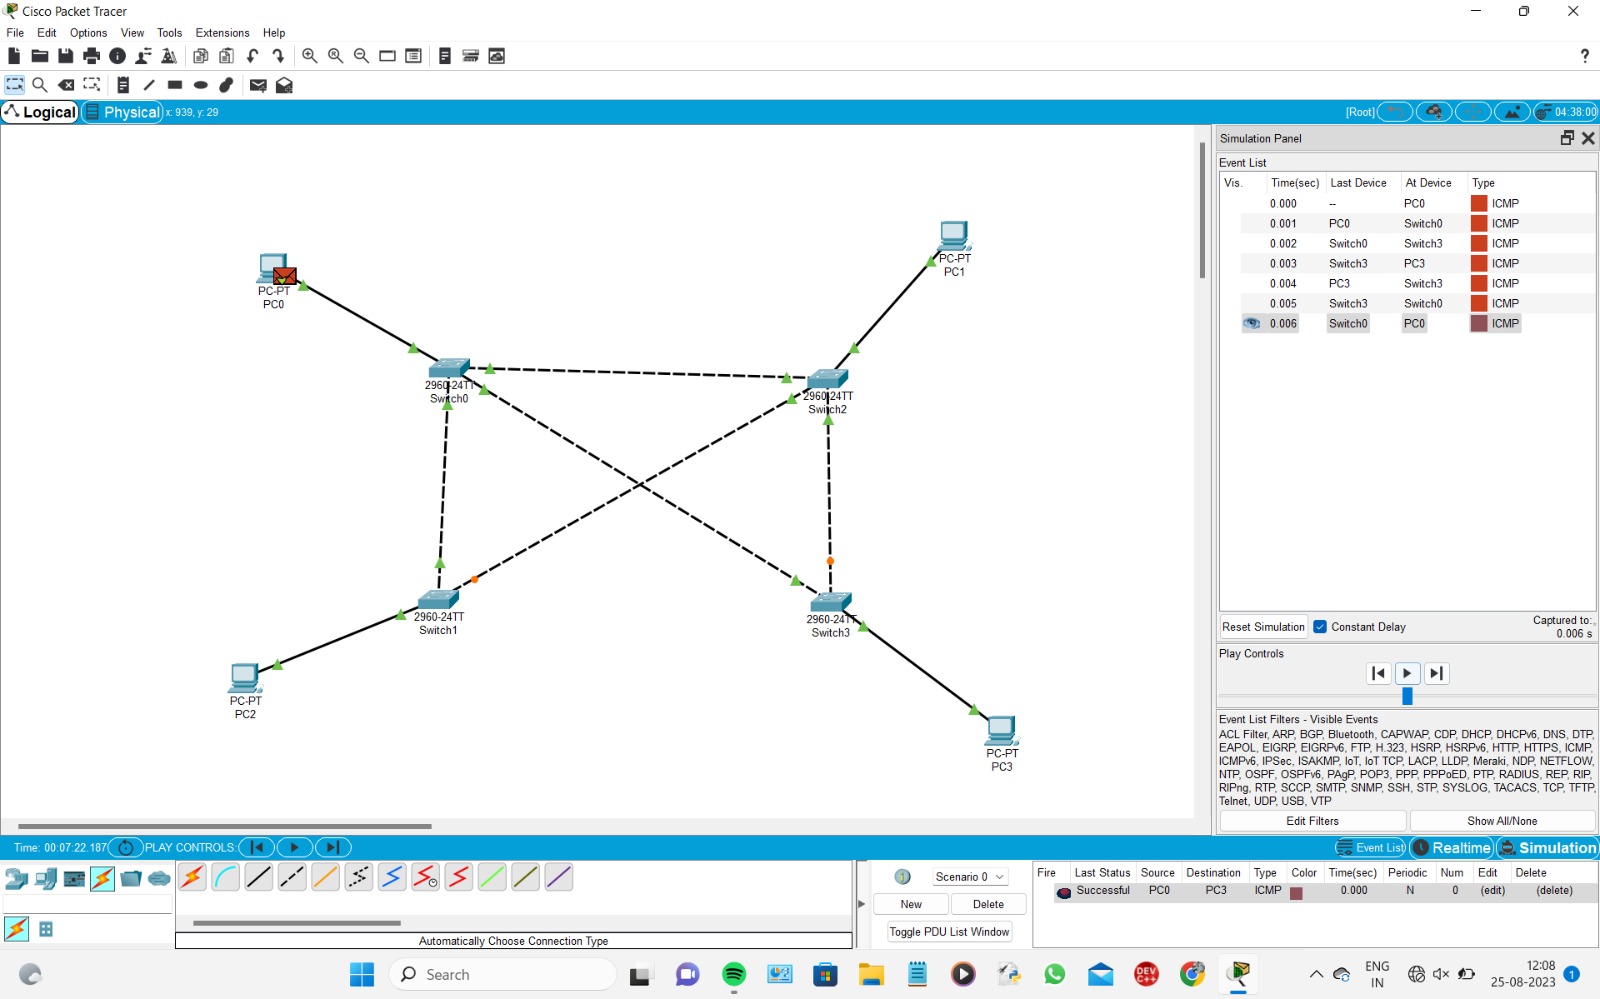 Cisco Packet Tracer
File Edit Options View Tools Extensions Help
?
Logical Physical x: 939, y: 29 [Root] 04:38:00
Simulation Panel
Event List
Vis. Time(sec) Last Device At Device Type
0.000 -- PC0 ICMP
0.001 PC0 Switch0 ICMP
0.002 Switch0 Switch3 ICMP
0.003 Switch3 PC3 ICMP
0.004 PC3 Switch3 ICMP
0.005 Switch3 Switch0 ICMP
0.006 Switch0 PC0 ICMP
PC-PT
PC0
PC-PT
PC1
2960-24TT
Switch0
2960-24TT
Switch2
2960-24TT
Switch1
2960-24TT
Switch3
PC-PT
PC2
PC-PT
PC3
Reset Simulation Constant Delay Captured to:
0.006 s
Play Controls
Event List Filters - Visible Events
ACL Filter, ARP, BGP, Bluetooth, CAPWAP, CDP, DHCP, DHCPv6, DNS, DTP,
EAPOL, EIGRP, EIGRPv6, FTP, H.323, HSRP, HSRPv6, HTTP, HTTPS, ICMP,
ICMPv6, IPSec, ISAKMP, IoT, IoT TCP, LACP, LLDP, Meraki, NDP, NETFLOW,
NTP, OSPF, OSPFv6, PAgP, POP3, PPP, PPPoED, PTP, RADIUS, REP, RIP,
RIPng, RTP, SCCP, SMTP, SNMP, SSH, STP, SYSLOG, TACACS, TCP, TFTP,
Telnet, UDP, USB, VTP
Edit Filters Show All/None
Time: 00:07:22.187 PLAY CONTROLS: Event List Realtime Simulation
Scenario 0
New Delete
Toggle PDU List Window
Fire Last Status Source Destination Type Color Time(sec) Periodic Num Edit Delete
Successful PC0 PC3 ICMP 0.000 N 0 (edit) (delete)
Automatically Choose Connection Type
Search
DEV
C++
ENG
IN
12:08
25-08-2023
1